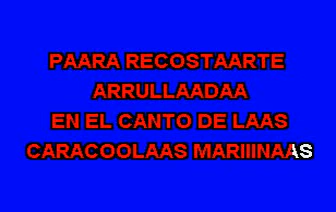 PAARA RECOSTAARTE
ARRULLAADAA
EN EL CANTO DE LAAS
CARACOOLAAS MARIIINAAS